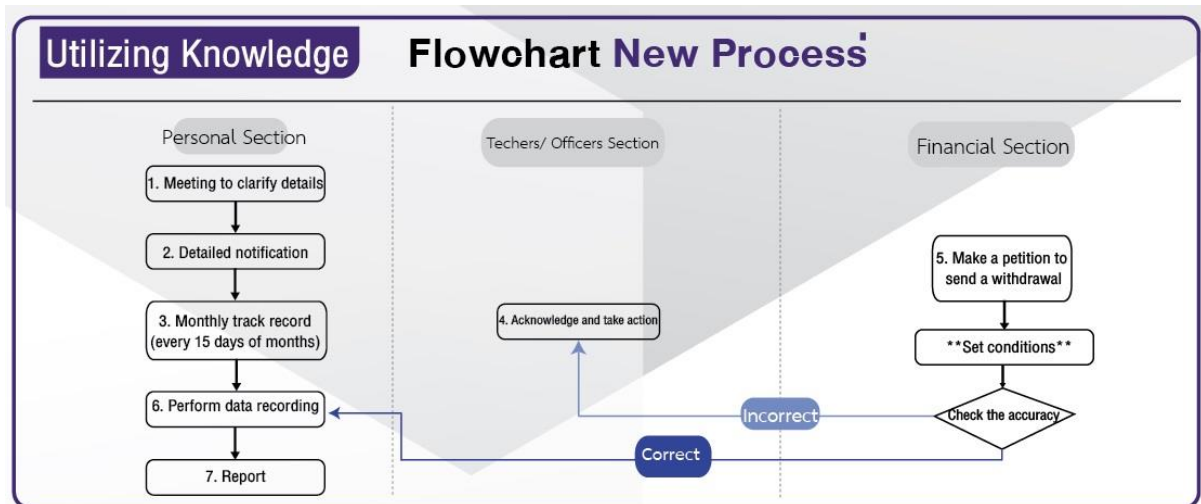 Utilizing Knowledge
Flowchart New Process
Personal Section
Techers/ Officers Section
Financial Section
1. Meeting to clarify details
2. Detailed notification
3. Monthly track record
(every 15 days of months)
4. Acknowledge and take action
5. Make a petition to
send a withdrawal
**Set conditions**
Check the accuracy
Incorrect
Correct
6. Perform data recording
7. Report